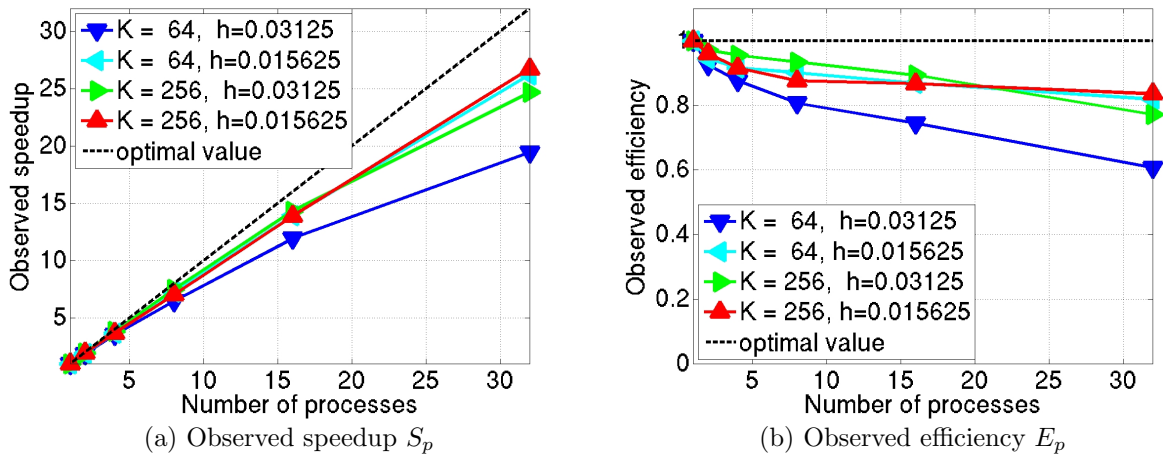 30
25
20
15
10
5
Observed speedup
K =  64,  h=0.03125
K =  64, h=0.015625
K = 256,  h=0.03125
K = 256, h=0.015625
optimal value
5 10 15 20 25 30
Number of processes
(a) Observed speedup Sp
1
0.8
0.6
0.4
0.2
0
Observed efficiency
K =  64,  h=0.03125
K =  64, h=0.015625
K = 256,  h=0.03125
K = 256, h=0.015625
optimal value
5 10 15 20 25 30
Number of processes
(b) Observed efficiency Ep